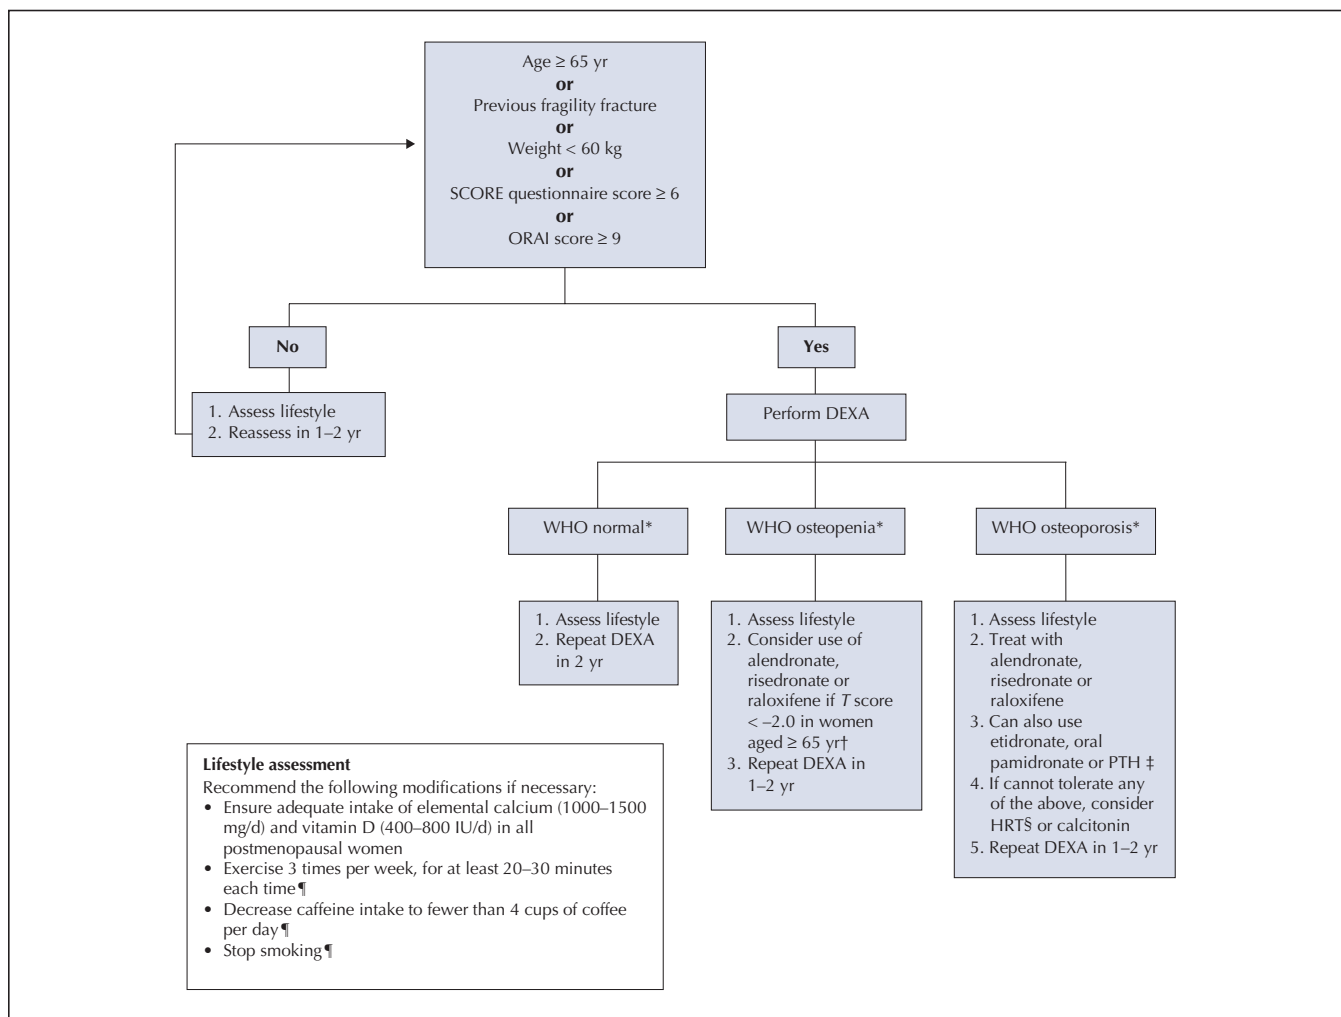 Age ≥ 65 yr
or
Previous fragility fracture
or
Weight < 60 kg
or
SCORE questionnaire score ≥ 6
or
ORAI score ≥ 9
No
Yes
1. Assess lifestyle
2. Reassess in 1–2 yr
Perform DEXA
WHO normal*
WHO osteopenia*
WHO osteoporosis*
1. Assess lifestyle
2. Repeat DEXA
in 2 yr
1. Assess lifestyle
2. Consider use of
alendronate,
risedronate or
raloxifene if T score
< –2.0 in women
aged ≥ 65 yr†
3. Repeat DEXA in
1–2 yr
1. Assess lifestyle
2. Treat with
alendronate,
risedronate or
raloxifene
3. Can also use
etidronate, oral
pamidronate or PTH ‡
4. If cannot tolerate any
of the above, consider
HRT§ or calcitonin
5. Repeat DEXA in 1–2 yr
Lifestyle assessment
Recommend the following modifications if necessary:
• Ensure adequate intake of elemental calcium (1000–1500
mg/d) and vitamin D (400–800 IU/d) in all
postmenopausal women
• Exercise 3 times per week, for at least 20–30 minutes
each time¶
• Decrease caffeine intake to fewer than 4 cups of coffee
per day¶
• Stop smoking¶